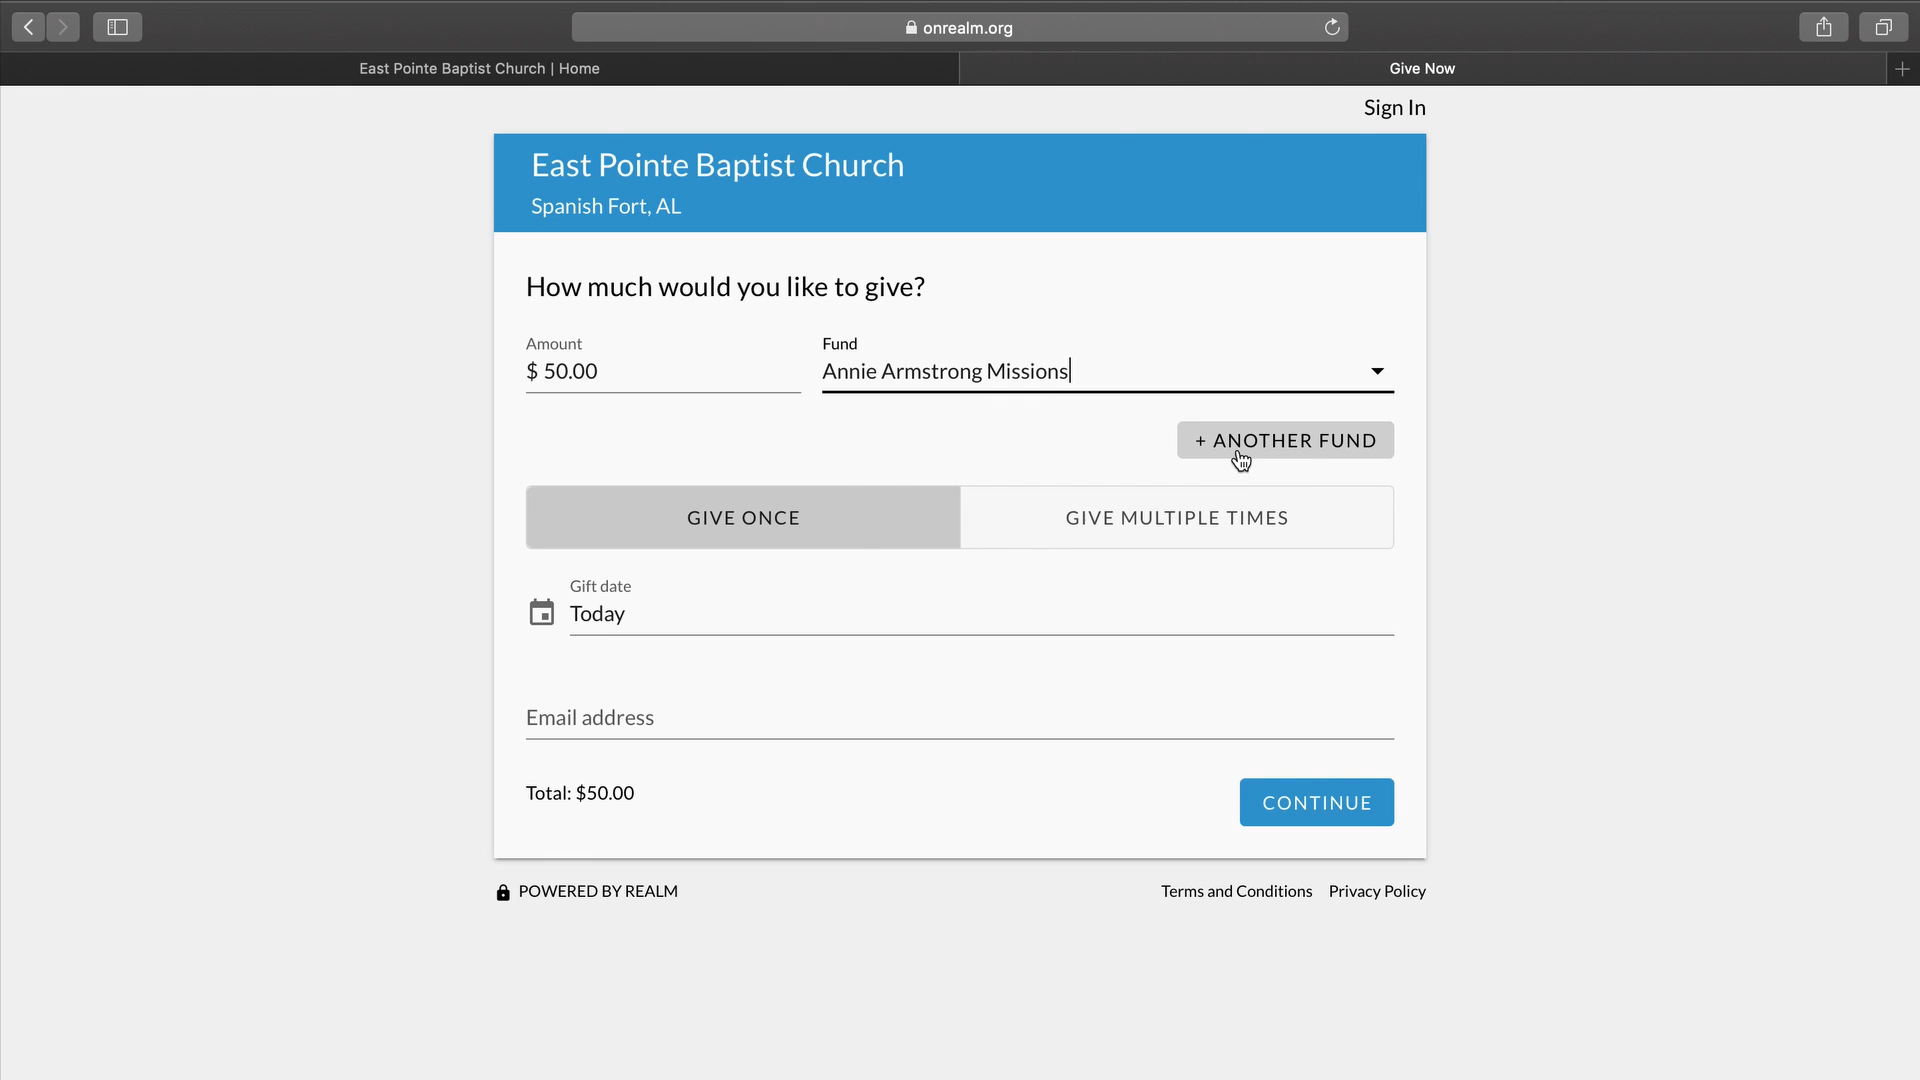 onrealm.org
East Pointe Baptist Church | Home
Give Now
Sign In
East Pointe Baptist Church
Spanish Fort, AL
How much would you like to give?
Amount
$ 50.00
Fund
Annie Armstrong Missions
+ ANOTHER FUND
GIVE ONCE
GIVE MULTIPLE TIMES
Gift date
Today
Email address
Total: $50.00
CONTINUE
POWERED BY REALM
Terms and Conditions
Privacy Policy